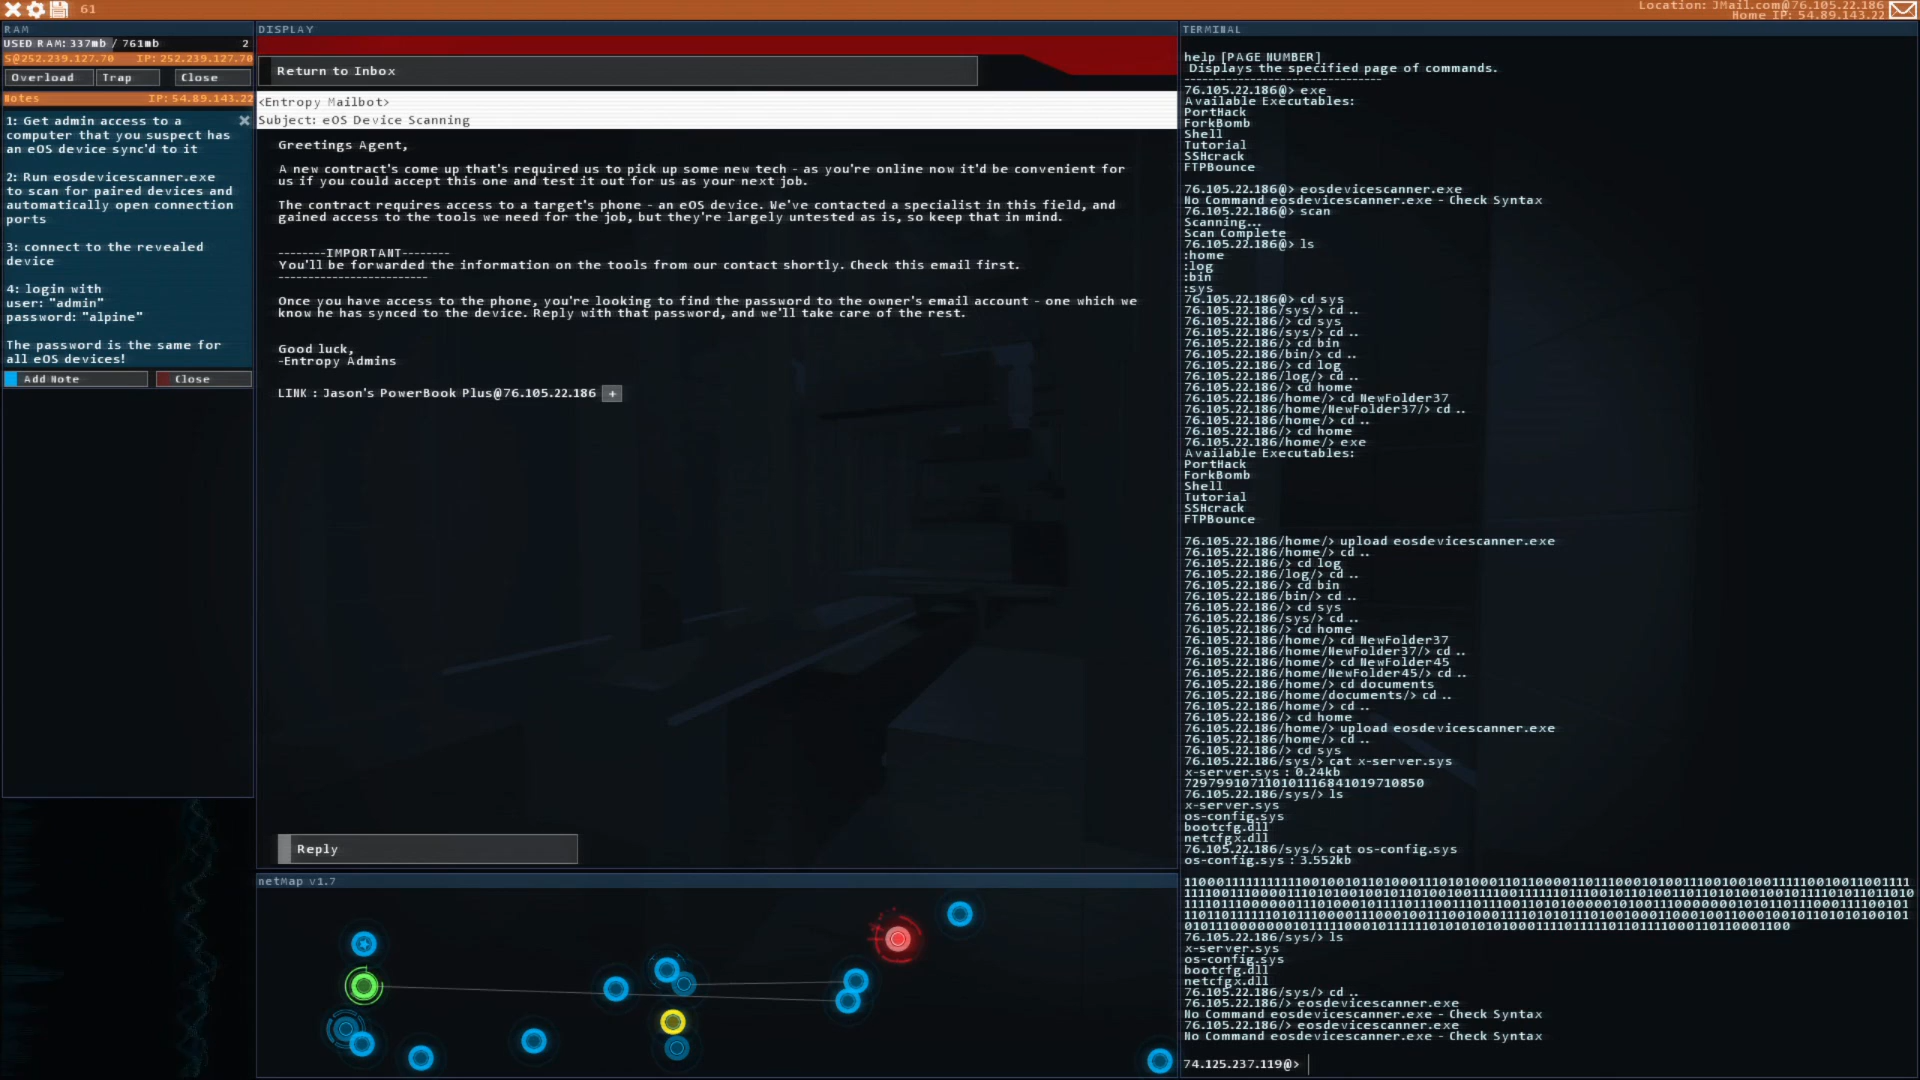 61
Location: JMail.com@76.105.22.186
Home IP: 54.89.143.22
RAM
USED RAM: 337mb / 761mb 2
S@252.239.127.70 IP: 252.239.127.70
Overload Trap Close
Notes IP: 54.89.143.22
1: Get admin access to a
computer that you suspect has
an eOS device sync'd to it
2: Run eosdevicescanner.exe
to scan for paired devices and
automatically open connection
ports
3: connect to the revealed
device
4: login with
user: "admin"
password: "alpine"
The password is the same for
all eOS devices!
Add Note Close
DISPLAY
Return to Inbox
<Entropy Mailbot>
Subject: eOS Device Scanning
Greetings Agent,
A new contract's come up that's required us to pick up some new tech - as you're online now it'd be convenient for
us if you could accept this one and test it out for us as your next job.
The contract requires access to a target's phone - an eOS device. We've contacted a specialist in this field, and
gained access to the tools we need for the job, but they're largely untested as is, so keep that in mind.
--------IMPORTANT--------
You'll be forwarded the information on the tools from our contact shortly. Check this email first.
--------------------
Once you have access to the phone, you're looking to find the password to the owner's email account - one which we
know he has synced to the device. Reply with that password, and we'll take care of the rest.
Good luck,
-Entropy Admins
LINK : Jason's PowerBook Plus@76.105.22.186 +
Reply
netMap v1.7
TERMINAL
help [PAGE NUMBER]
Displays the specified page of commands.
--------------------------------
76.105.22.186@> exe
Available Executables:
PortHack
ForkBomb
Shell
Tutorial
SSHcrack
FTPBounce
76.105.22.186@> eosdevicescanner.exe
No Command eosdevicescanner.exe - Check Syntax
76.105.22.186@> scan
Scanning...
Scan Complete
76.105.22.186@> ls
:home
:log
:bin
:sys
76.105.22.186@> cd sys
76.105.22.186/sys/> cd ..
76.105.22.186/> cd sys
76.105.22.186/sys/> cd ..
76.105.22.186/> cd bin
76.105.22.186/bin/> cd ..
76.105.22.186/> cd log
76.105.22.186/log/> cd ..
76.105.22.186/> cd home
76.105.22.186/home/> cd NewFolder37
76.105.22.186/home/NewFolder37/> cd ..
76.105.22.186/home/> cd ..
76.105.22.186/> cd home
76.105.22.186/home/> exe
Available Executables:
PortHack
ForkBomb
Shell
Tutorial
SSHcrack
FTPBounce
76.105.22.186/home/> upload eosdevicescanner.exe
76.105.22.186/home/> cd ..
76.105.22.186/> cd log
76.105.22.186/log/> cd ..
76.105.22.186/> cd bin
76.105.22.186/bin/> cd ..
76.105.22.186/> cd sys
76.105.22.186/sys/> cd ..
76.105.22.186/> cd home
76.105.22.186/home/> cd NewFolder37
76.105.22.186/home/NewFolder37/> cd ..
76.105.22.186/home/> cd NewFolder45
76.105.22.186/home/NewFolder45/> cd ..
76.105.22.186/home/> cd documents
76.105.22.186/home/documents/> cd ..
76.105.22.186/home/> cd ..
76.105.22.186/> cd home
76.105.22.186/home/> upload eosdevicescanner.exe
76.105.22.186/home/> cd ..
76.105.22.186/> cd sys
76.105.22.186/sys/> cat x-server.sys
x-server.sys : 0.24kb
729799107110101116841019710850
76.105.22.186/sys/> ls
x-server.sys
os-config.sys
bootcfg.dll
netcfgx.dll
76.105.22.186/sys/> cat os-config.sys
os-config.sys : 3.552kb
76.105.22.186/sys/> ls
x-server.sys
os-config.sys
bootcfg.dll
netcfgx.dll
76.105.22.186/sys/> cd ..
76.105.22.186/> eosdevicescanner.exe
No Command eosdevicescanner.exe - Check Syntax
76.105.22.186/> eosdevicescanner.exe
No Command eosdevicescanner.exe - Check Syntax
74.125.237.119@>